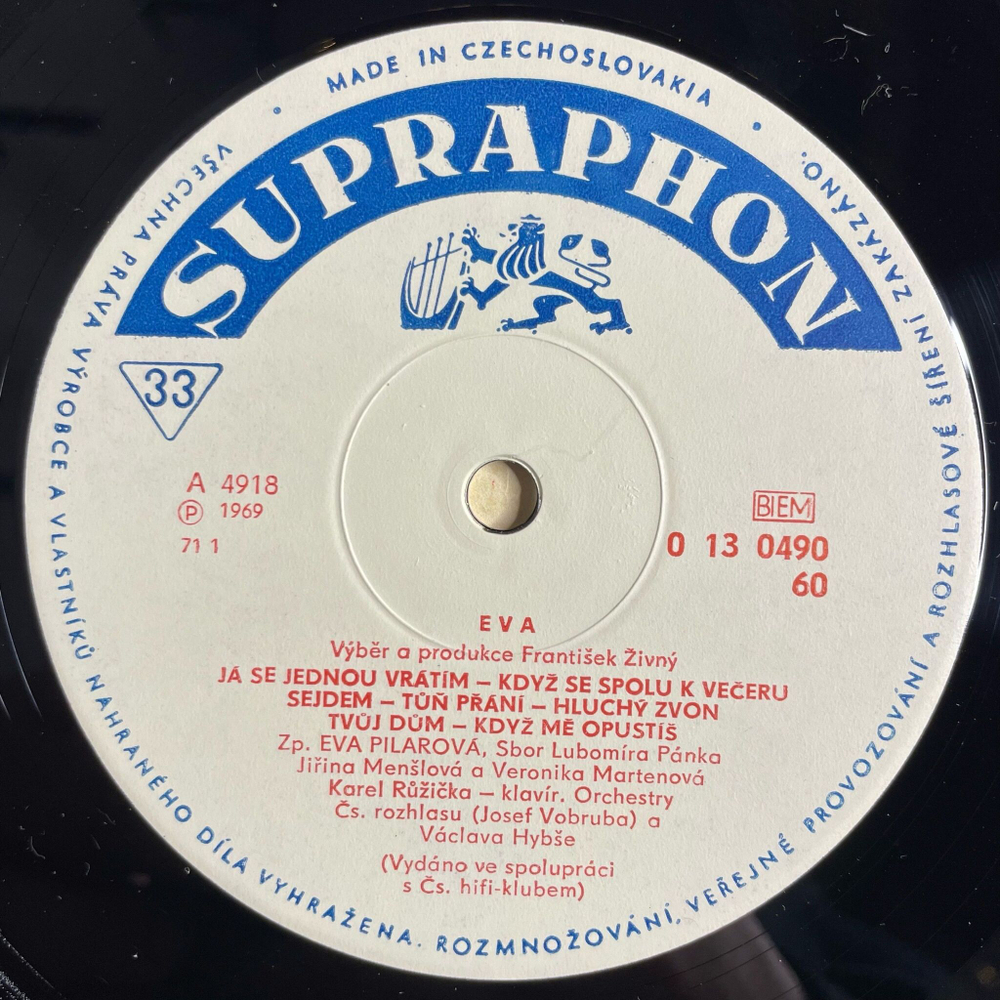 MADE IN CZECHOSLOVAKIA
SUPRAPHON
33
A 4918
Ⓟ 1969
71 1
BIEM
0 13 0490
60
EVA
Výběr a produkce František Živný
JÁ SE JEDNOU VRÁTÍM – KDYŽ SE SPOLU K VEČERU
SEJDEM – TŮŇ PŘÁNÍ – HLUCHÝ ZVON
TVŮJ DŮM – KDYŽ MĚ OPUSTÍŠ
Zp. EVA PILAROVÁ, Sbor Lubomíra Pánka
Jiřina Menšlová a Veronika Martenová
Karel Růžička – klavír. Orchestry
Čs. rozhlasu (Josef Vobruba) a
Václava Hybše
(Vydáno ve spolupráci
s Čs. hifi-klubem)
VŠECHNA PRÁVA VÝROBCE A VLASTNÍKŮ NAHRANÉHO DÍLA VYHRAŽENA. ROZMNOŽOVÁNÍ, VEŘEJNÉ PROVOZOVÁNÍ A ROZHLASOVÉ ŠÍŘENÍ ZAKÁZÁNO.